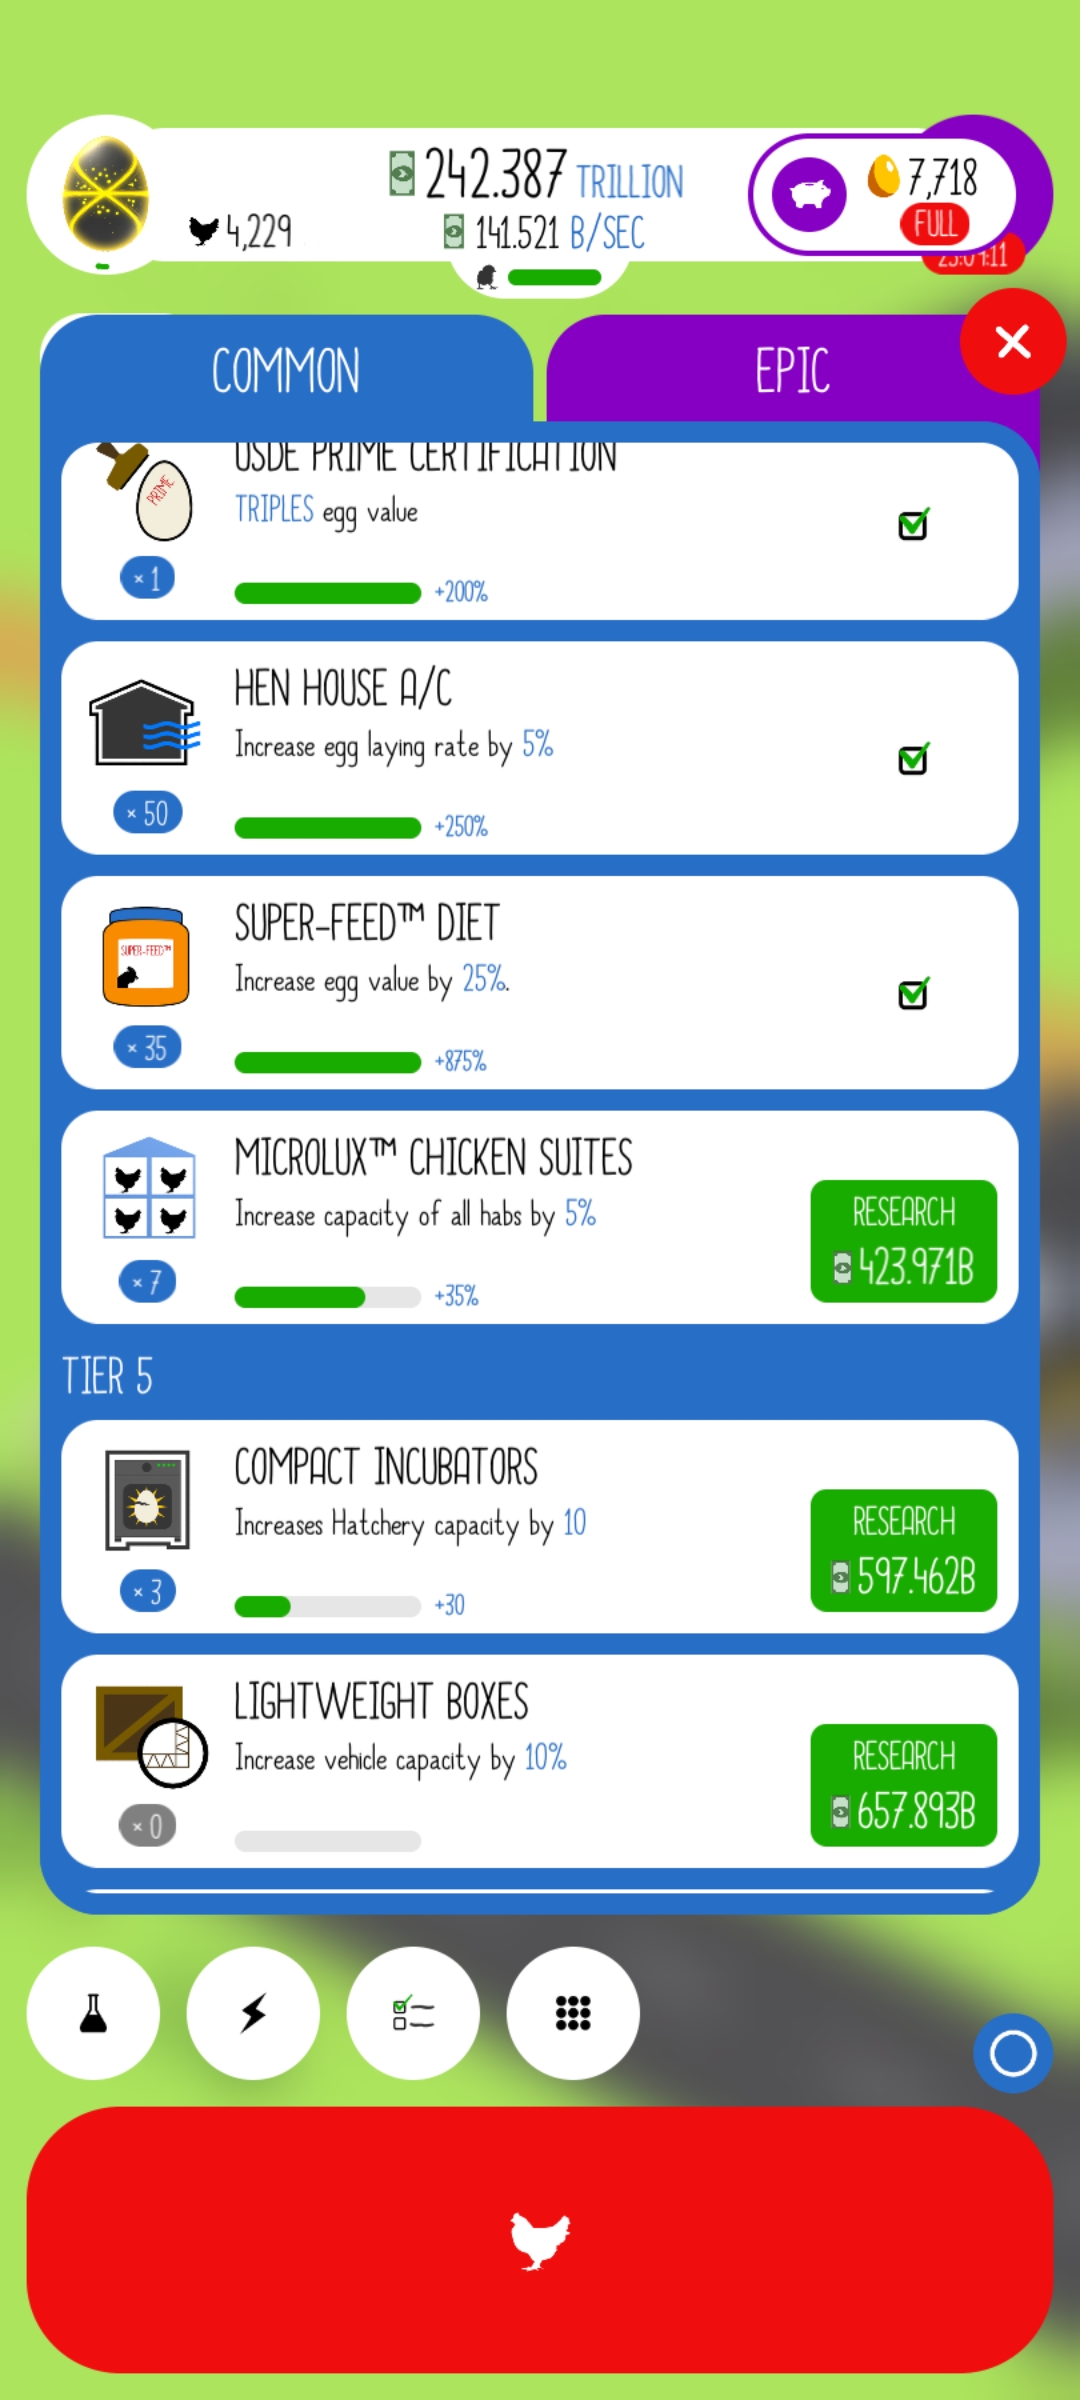 242.387 TRILLION
7,718
4,229
141.521 B/SEC
FULL
COMMON
EPIC
USDE PRIME CERTIFICATION
PRIME
TRIPLES egg value
× 1
+200%
HEN HOUSE A/C
Increase egg laying rate by 5%
× 50
+250%
SUPER-FEED™ DIET
SUPER-FEED™
Increase egg value by 25%.
× 35
+875%
MICROLUX™ CHICKEN SUITES
Increase capacity of all habs by 5%
RESEARCH
423.971B
× 7
+35%
TIER 5
COMPACT INCUBATORS
Increases Hatchery capacity by 10
RESEARCH
597.462B
× 3
+30
LIGHTWEIGHT BOXES
Increase vehicle capacity by 10%
RESEARCH
657.893B
× 0